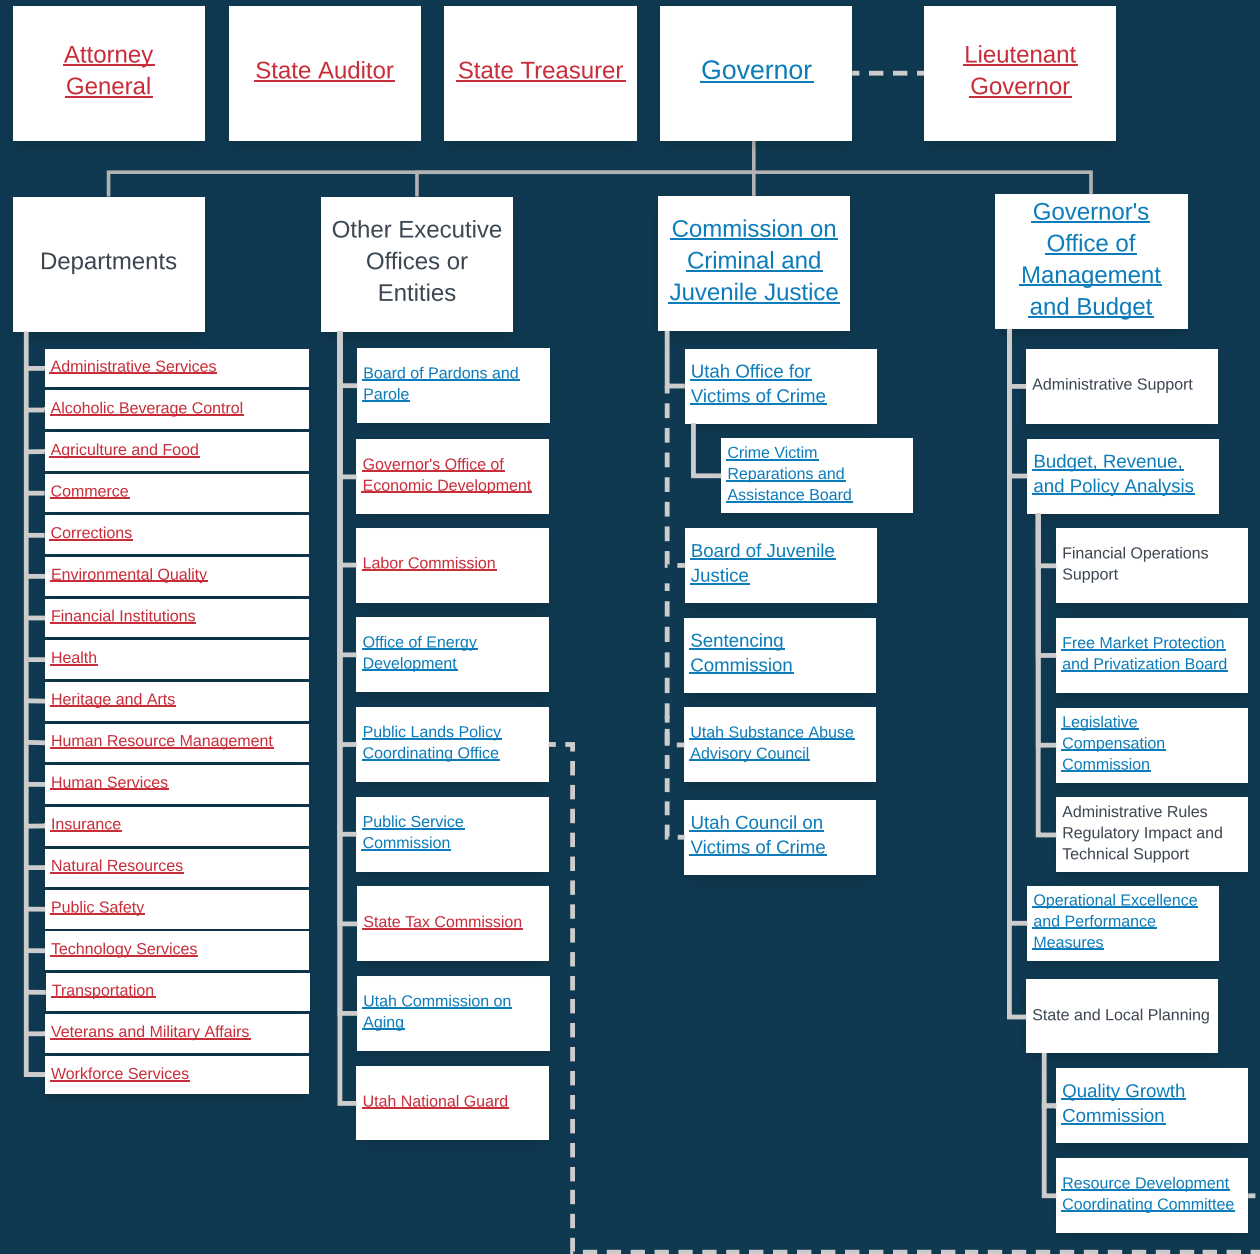 Attorney
General
State Auditor
State Treasurer
Governor
Lieutenant
Governor
Departments
Administrative Services
Alcoholic Beverage Control
Agriculture and Food
Commerce
Corrections
Environmental Quality
Financial Institutions
Health
Heritage and Arts
Human Resource Management
Human Services
Insurance
Natural Resources
Public Safety
Technology Services
Transportation
Veterans and Military Affairs
Workforce Services
Other Executive
Offices or
Entities
Board of Pardons and
Parole
Governor's Office of
Economic Development
Labor Commission
Office of Energy
Development
Public Lands Policy
Coordinating Office
Public Service
Commission
State Tax Commission
Utah Commission on
Aging
Utah National Guard
Commission on
Criminal and
Juvenile Justice
Utah Office for
Victims of Crime
Crime Victim
Reparations and
Assistance Board
Board of Juvenile
Justice
Sentencing
Commission
Utah Substance Abuse
Advisory Council
Utah Council on
Victims of Crime
Governor's
Office of
Management
and Budget
Administrative Support
Budget, Revenue,
and Policy Analysis
Financial Operations
Support
Free Market Protection
and Privatization Board
Legislative
Compensation
Commission
Administrative Rules
Regulatory Impact and
Technical Support
Operational Excellence
and Performance
Measures
State and Local Planning
Quality Growth
Commission
Resource Development
Coordinating Committee